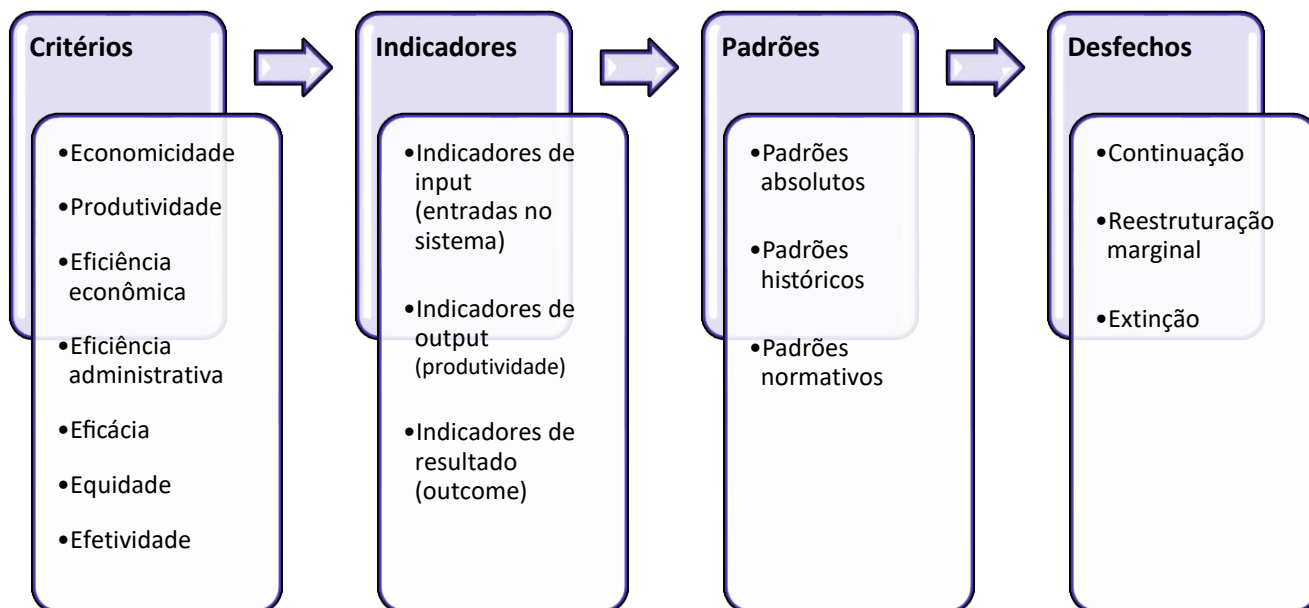 Critérios
•Economicidade
•Produtividade
•Eficiência
econômica
•Eficiência
administrativa
•Eficácia
•Equidade
•Efetividade
Indicadores
•Indicadores de
input
(entradas no
sistema)
•Indicadores de
output
(produtividade)
•Indicadores de
resultado
(outcome)
Padrões
•Padrões
absolutos
•Padrões
históricos
•Padrões
normativos
Desfechos
•Continuação
•Reestruturação
marginal
•Extinção